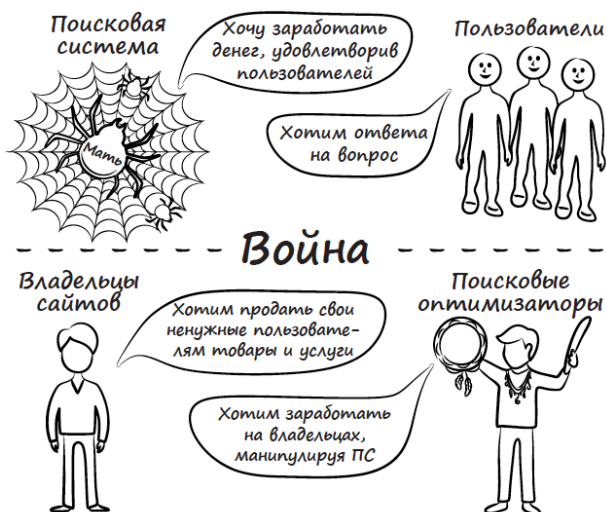 Поисковая
система
Хочу заработать
денег, удовлетворив
пользователей
Пользователи
Мать
Хотим ответа
на вопрос
Война
Владельцы
сайтов
Хотим продать свои
ненужные пользовате-
лям товары и услуги
Поисковые
оптимизаторы
Хотим заработать
на владельцах,
манипулируя ПС